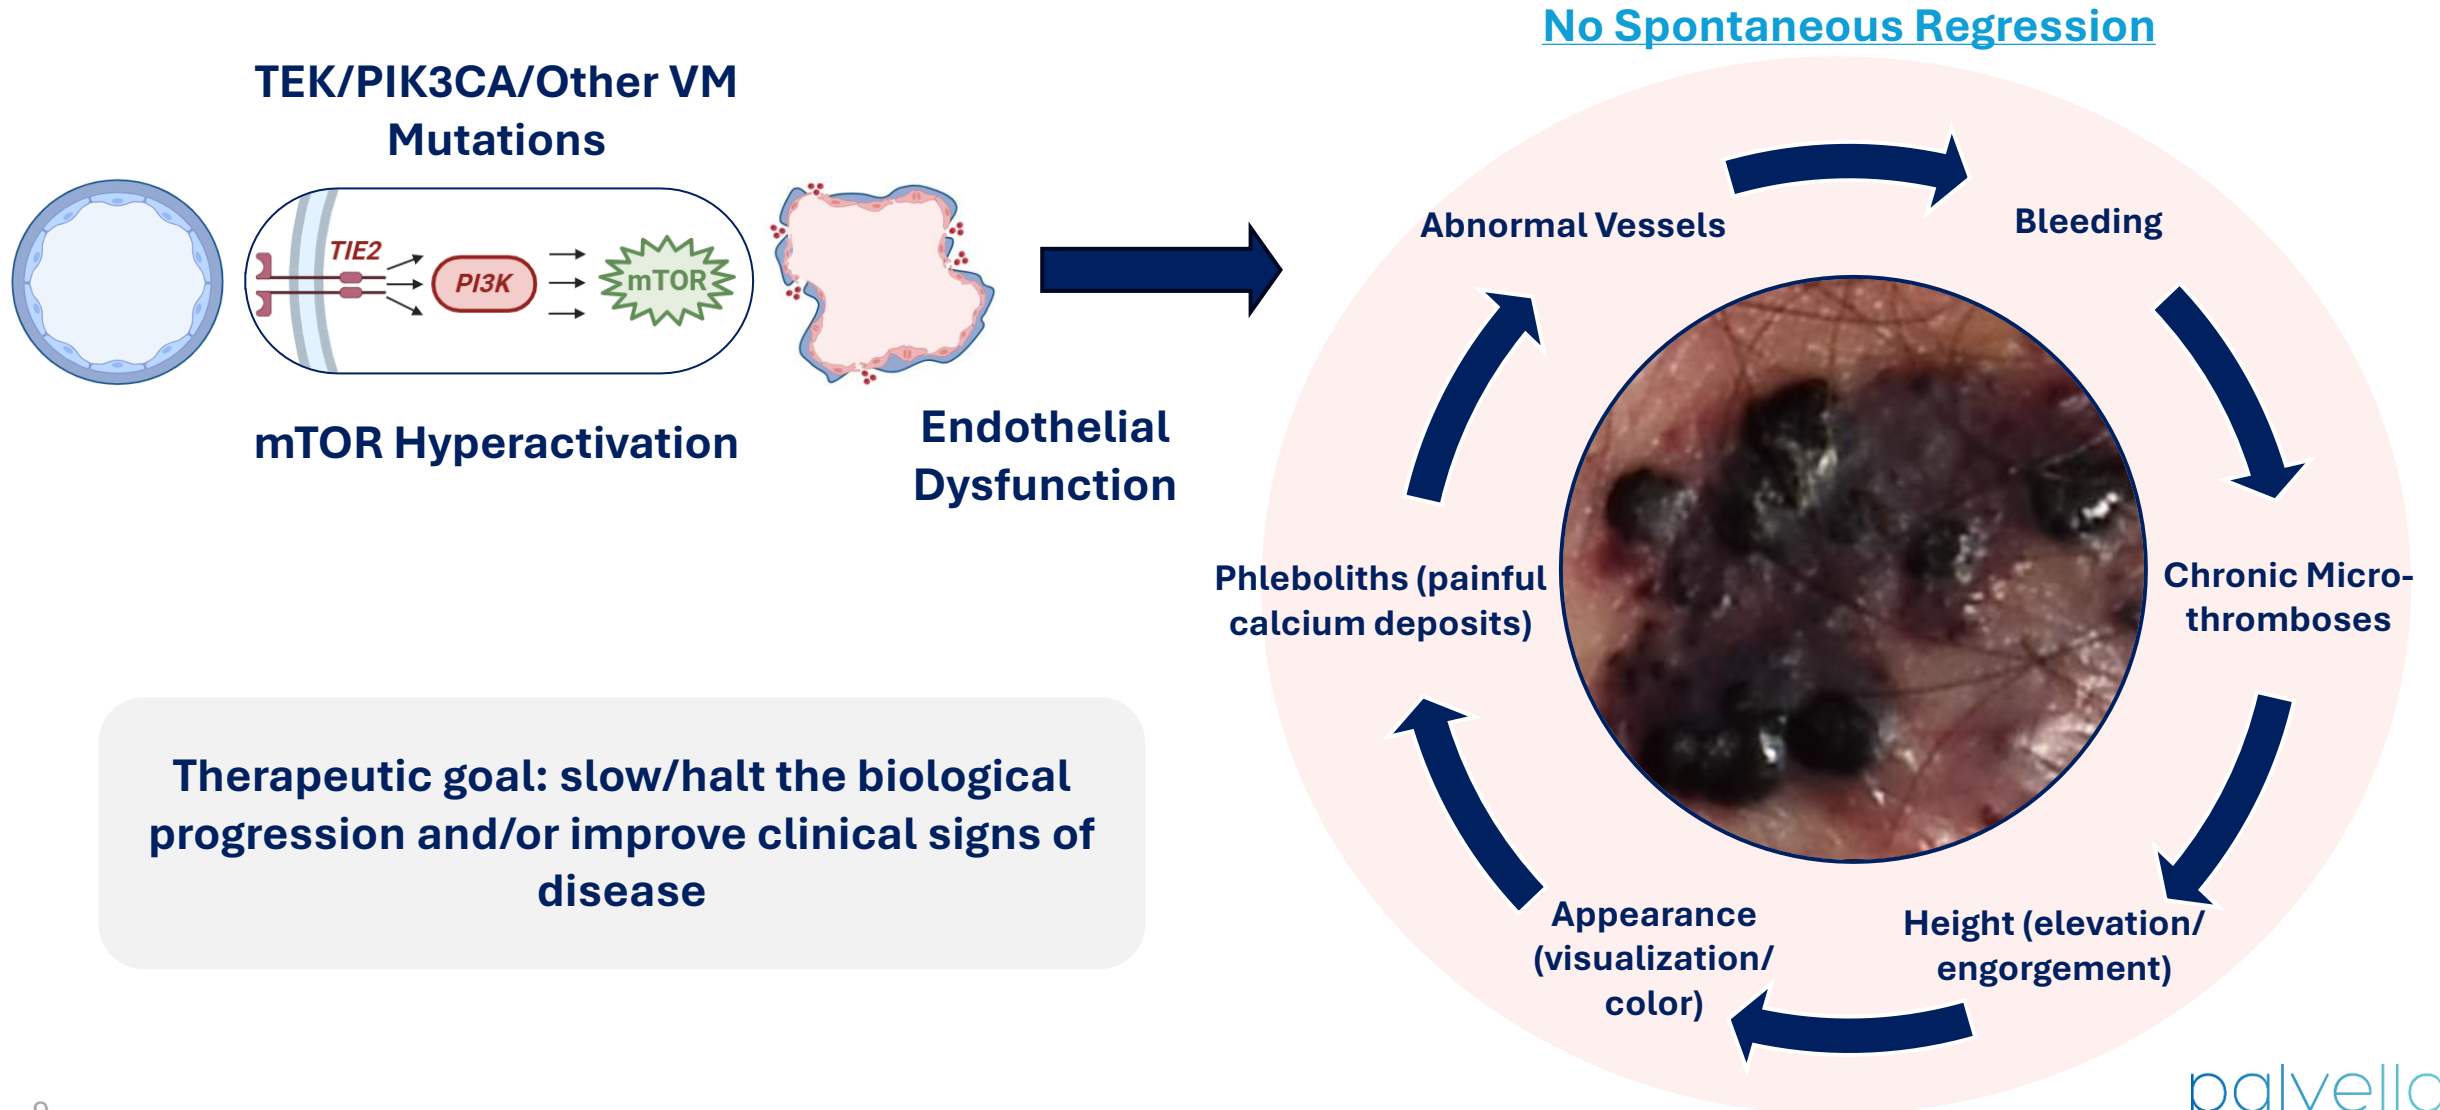 No Spontaneous Regression
TEK/PIK3CA/Other VM
Mutations
TIE2
PI3K
mTOR
mTOR Hyperactivation
Endothelial
Dysfunction
Abnormal Vessels
Bleeding
Chronic Micro-
thromboses
Height (elevation/
engorgement)
Appearance
(visualization/
color)
Phleboliths (painful
calcium deposits)
Therapeutic goal: slow/halt the biological
progression and/or improve clinical signs of
disease
palvella